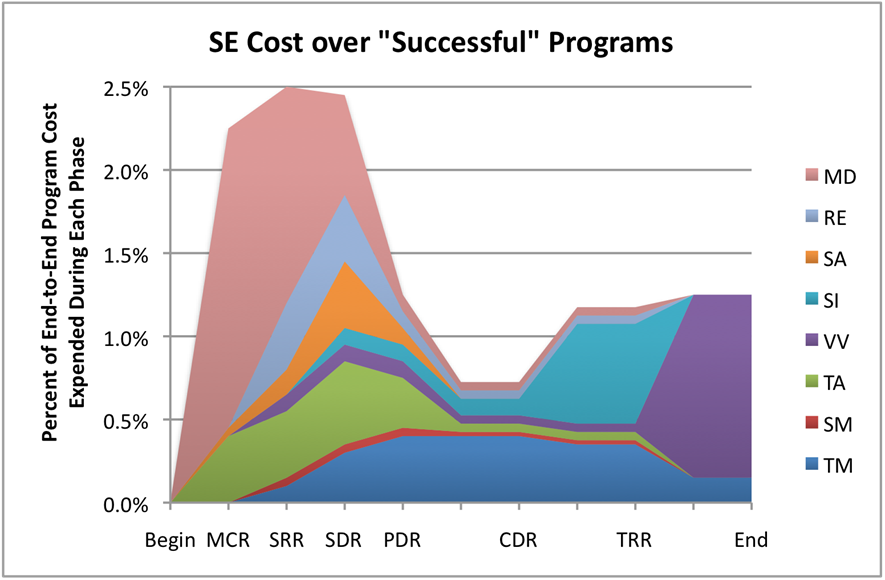 SE Cost over "Successful" Programs
Percent of End-to-End Program Cost
Expended During Each Phase
2.5%
2.0%
1.5%
1.0%
0.5%
0.0%
Begin MCR SRR SDR PDR CDR TRR End
MD
RE
SA
SI
VV
TA
SM
TM